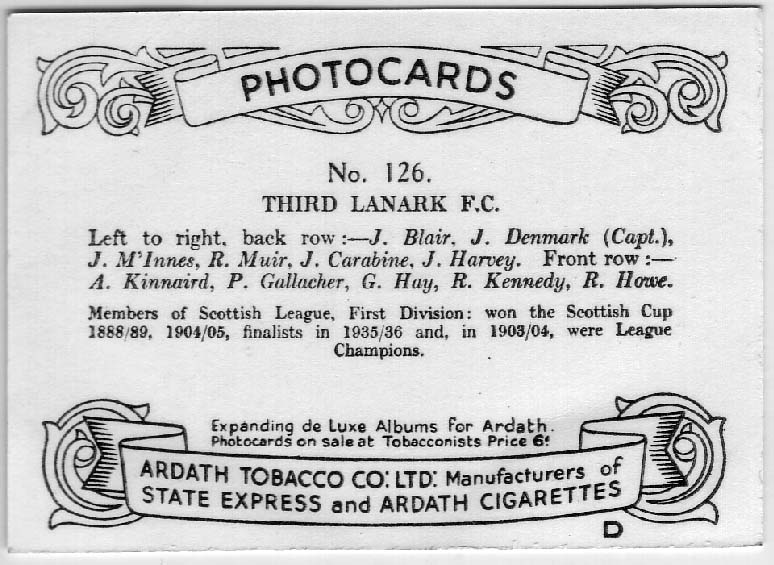 PHOTOCARDS
No. 126.
THIRD LANARK F.C.
Left to right, back row :—J. Blair, J. Denmark (Capt.),
J. M'Innes, R. Muir, J. Carabine, J. Harvey. Front row :—
A. Kinnaird, P. Gallacher, G. Hay, R. Kennedy, R. Howe.
Members of Scottish League, First Division: won the Scottish Cup
1888/89, 1904/05, finalists in 1935/36 and, in 1903/04, were League
Champions.
Expanding de Luxe Albums for Ardath.
Photocards on sale at Tobacconists Price 6!
ARDATH TOBACCO CO: LTD: Manufacturers of
STATE EXPRESS and ARDATH CIGARETTES
D